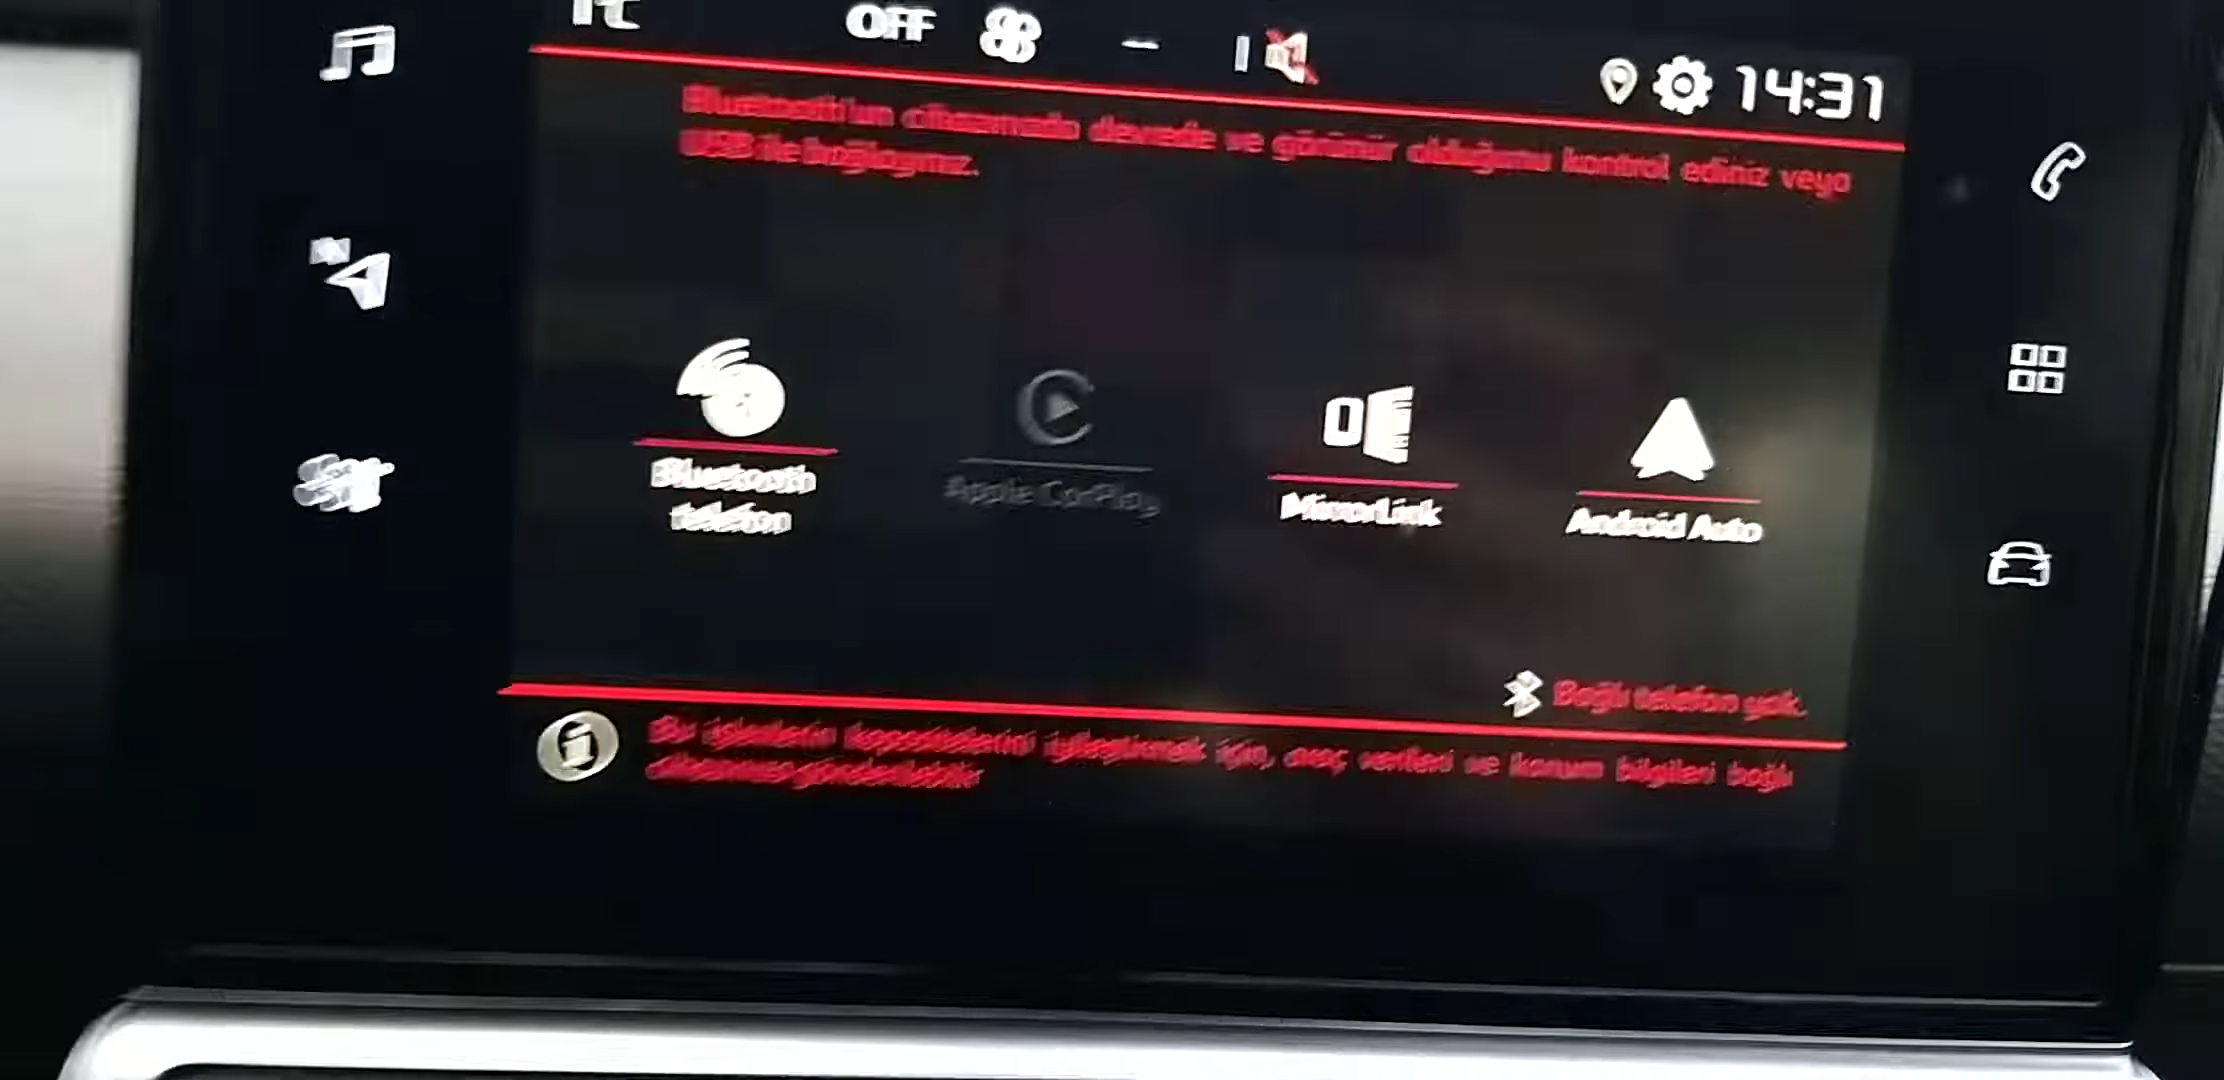 OFF
14:31
Bluetooth'un cihazınızda devrede ve görünür olduğunu kontrol ediniz veya
USB ile bağlayınız.
Bluetooth
telefon
Apple CarPlay
MirrorLink
Android Auto
Bağlı telefon yok.
Bu işlevlerin kapasitelerini iyileştirmek için, araç verileri ve konum bilgileri bağlı
cihazınıza gönderilebilir